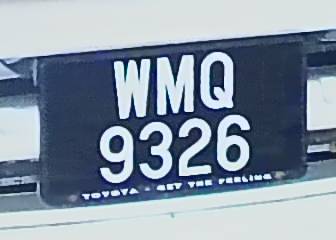 WMQ
9326
TOYOTA - GET THE FEELING